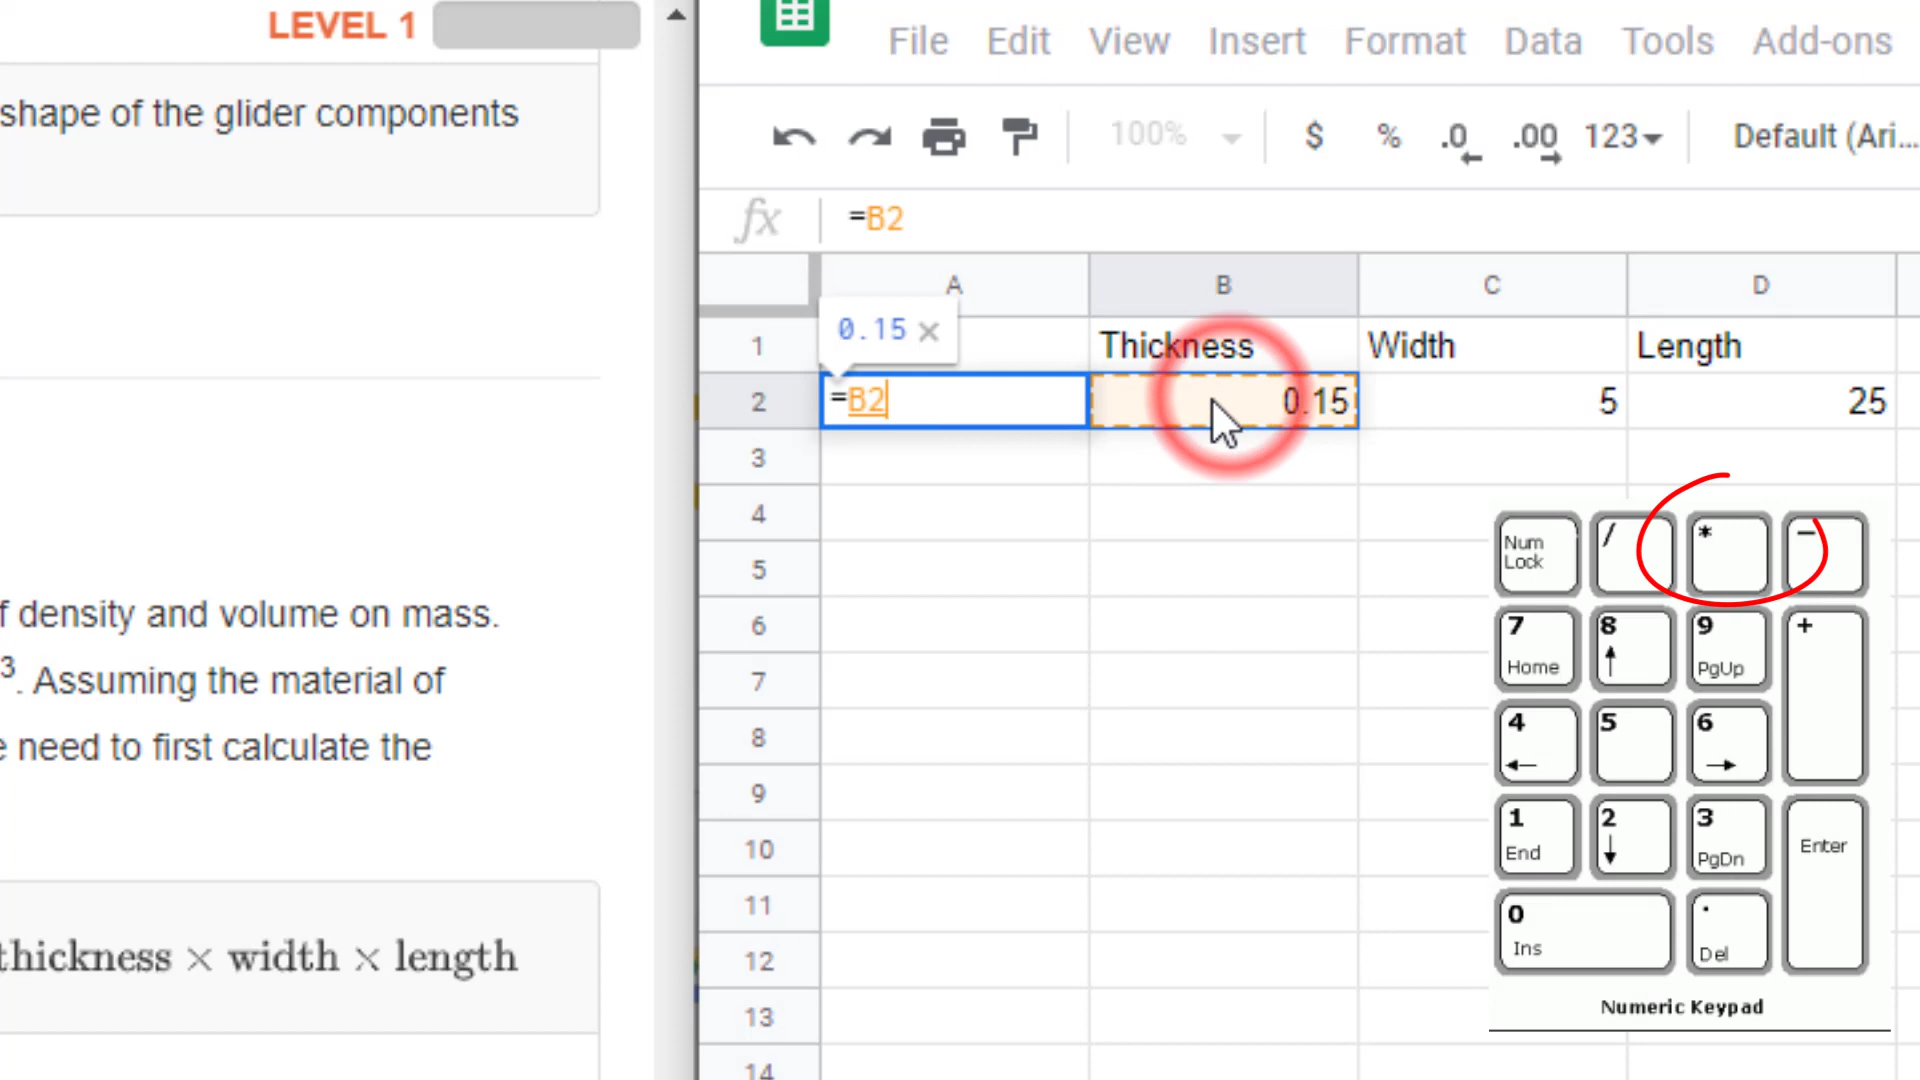 LEVEL 1
shape of the glider components
f density and volume on mass.
3. Assuming the material of
e need to first calculate the
thickness × width × length
File Edit View Insert Format Data Tools Add-ons
100% $ % .0 .00 123 Default (Ari...
fx =B2
A B C D
0.15 ×
1 Thickness Width Length
2 =B2 0.15 5 25
3
4
5
6
7
8
9
10
11
12
13
14
Num Lock / * −
7 Home 8 9 PgUp +
4 5 6
1 End 2 3 PgDn Enter
0 Ins . Del
Numeric Keypad